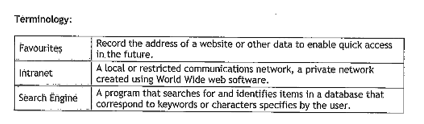 Terminology:
Favourites
Record the address of a website or other data to enable quick access
in the future.
Intranet
A local or restricted communications network, a private network
created using World Wide web software.
Search Engine
A program that searches for and identifies items in a database that
correspond to keywords or characters specifies by the user.